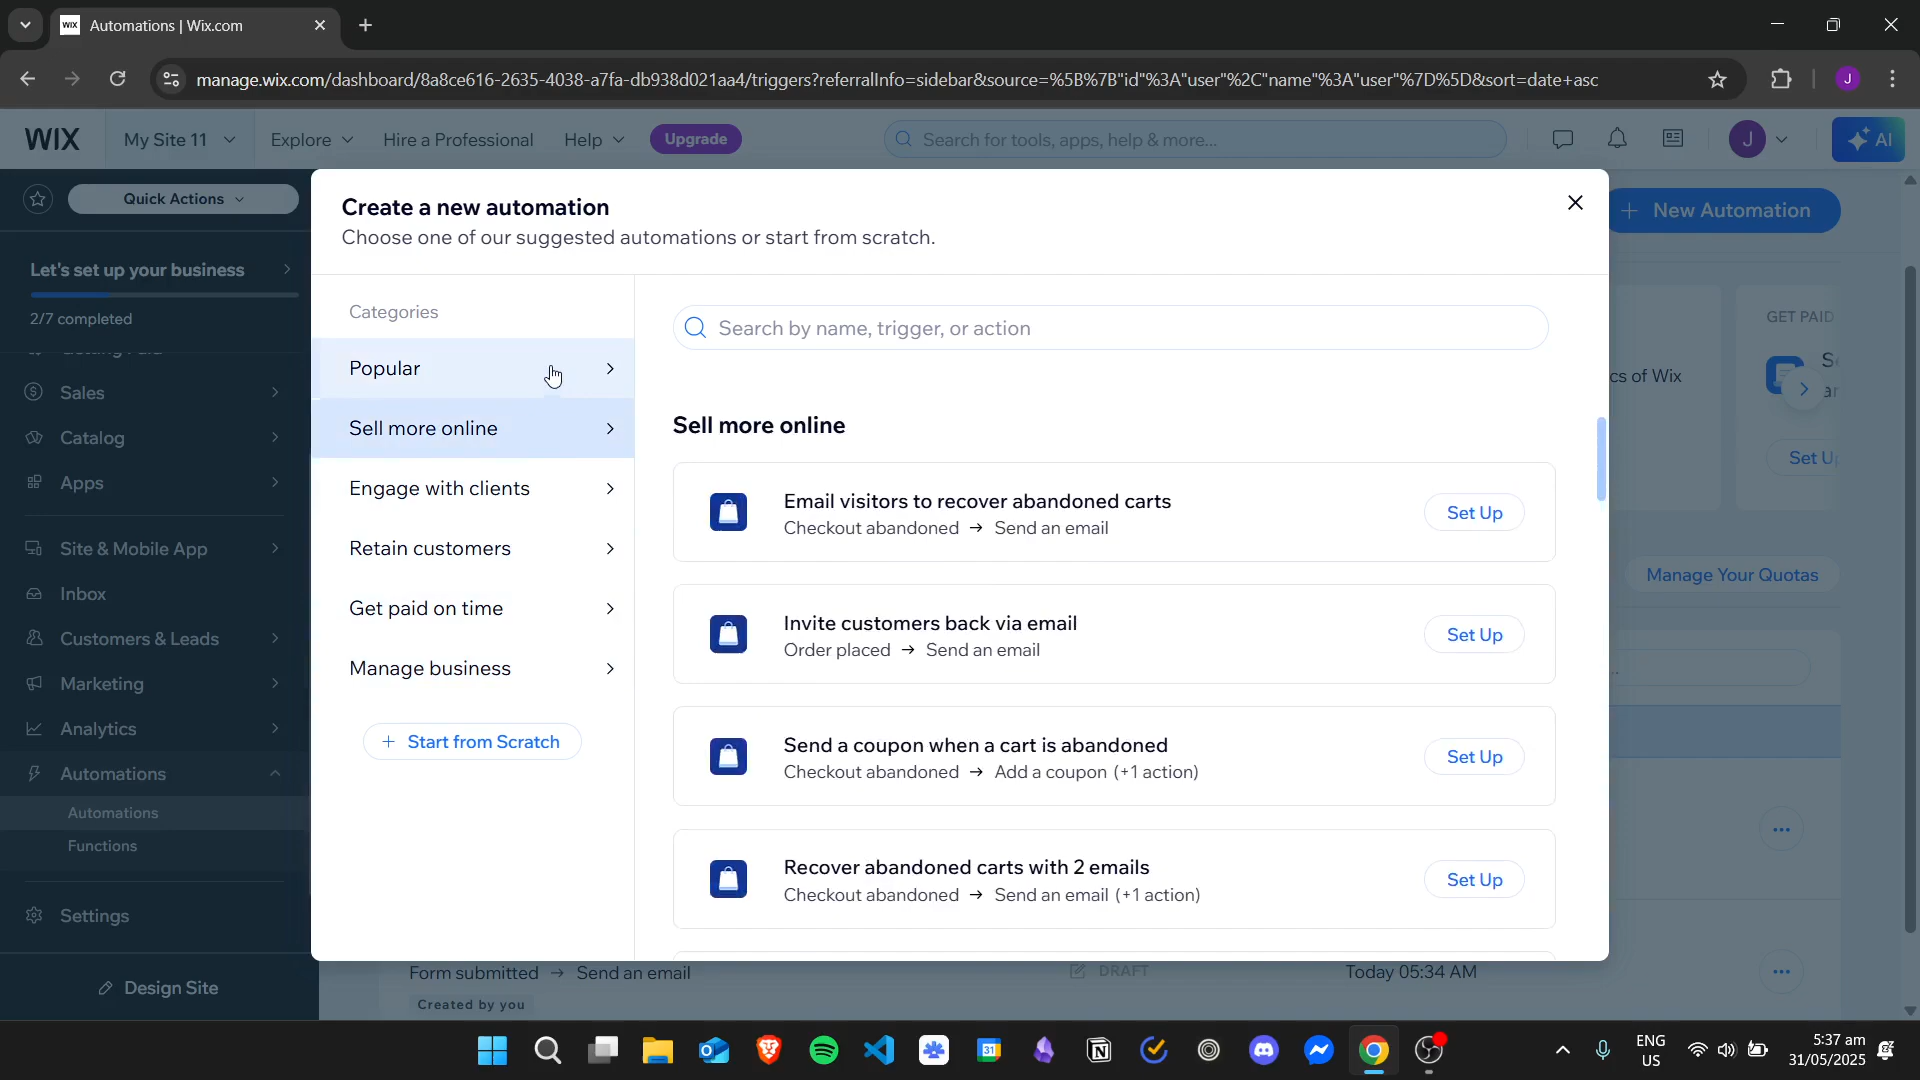 Automations | Wix.com
manage.wix.com/dashboard/8a8ce616-2635-4038-a7fa-db938d021aa4/triggers?referralInfo=sidebar&source=%5B%7B"id"%3A"user"%2C"name"%3A"user"%7D%5D&sort=date+asc
J
WIX
My Site 11
Explore
Hire a Professional
Help
Upgrade
Search for tools, apps, help & more...
J
AI
Quick Actions
Let's set up your business
2/7 completed
Sales
Catalog
Apps
Site & Mobile App
Inbox
Customers & Leads
Marketing
Analytics
Automations
Automations
Functions
Settings
Design Site
Create a new automation
Choose one of our suggested automations or start from scratch.
Categories
Popular
Sell more online
Engage with clients
Retain customers
Get paid on time
Manage business
+ Start from Scratch
Search by name, trigger, or action
Sell more online
Email visitors to recover abandoned carts
Checkout abandoned → Send an email
Set Up
Invite customers back via email
Order placed → Send an email
Set Up
Send a coupon when a cart is abandoned
Checkout abandoned → Add a coupon (+1 action)
Set Up
Recover abandoned carts with 2 emails
Checkout abandoned → Send an email (+1 action)
Set Up
+ New Automation
GET PAID
cs of Wix
Set U
Manage Your Quotas
Form submitted → Send an email
DRAFT
Today 05:34 AM
Created by you
ENG
US
5:37 am
31/05/2025